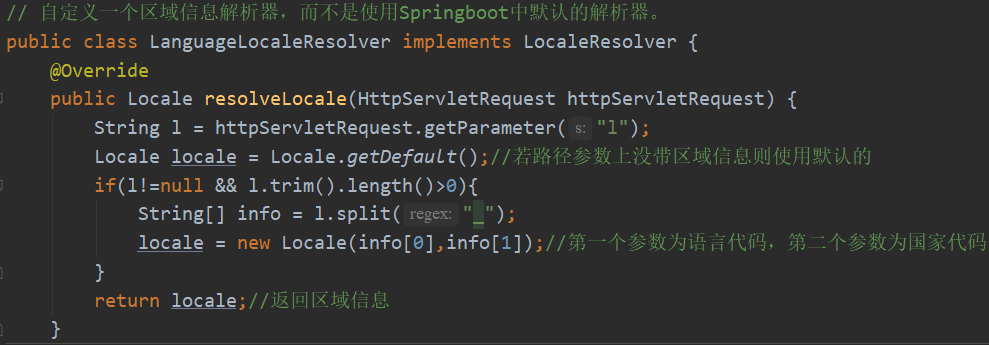 // 自定义一个区域信息解析器，而不是使用Springboot中默认的解析器。
public class LanguageLocaleResolver implements LocaleResolver {
@Override
public Locale resolveLocale(HttpServletRequest httpServletRequest) {
String l = httpServletRequest.getParameter( s: "l");
Locale locale = Locale.getDefault();//若路径参数上没带区域信息则使用默认的
if(l!=null && l.trim().length()>0){
String[] info = l.split( regex: "_");
locale = new Locale(info[0],info[1]);//第一个参数为语言代码，第二个参数为国家代码
}
return locale;//返回区域信息
}